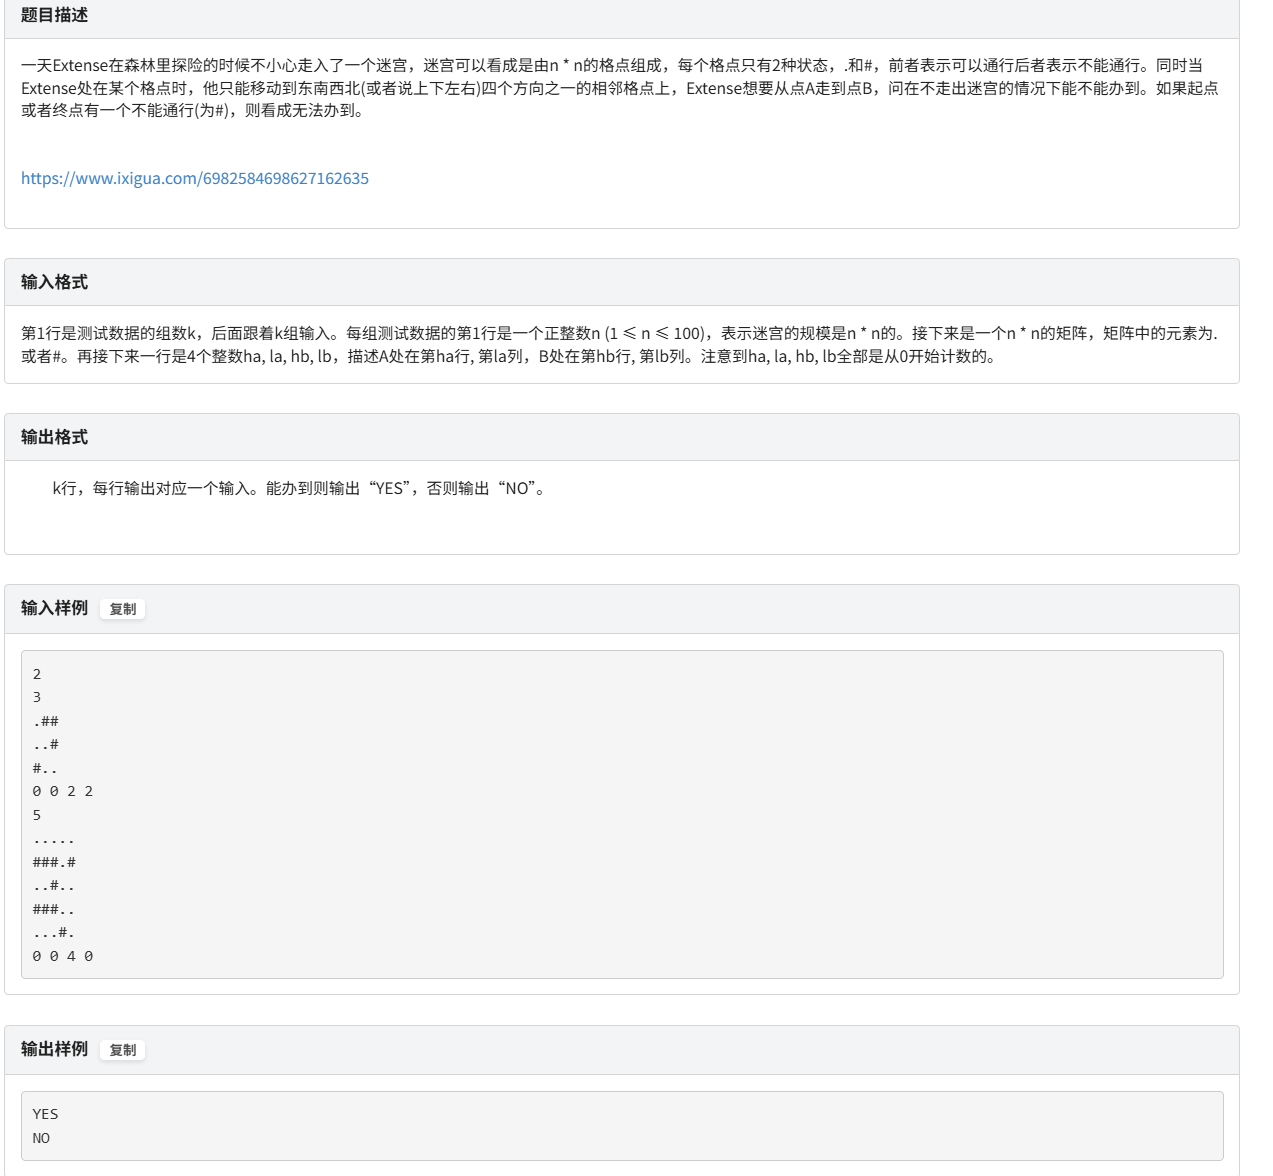 题目描述
一天Extense在森林里探险的时候不小心走入了一个迷宫，迷宫可以看成是由n * n的格点组成，每个格点只有2种状态，.和#，前者表示可以通行后者表示不能通行。同时当
Extense处在某个格点时，他只能移动到东南西北(或者说上下左右)四个方向之一的相邻格点上，Extense想要从点A走到点B，问在不走出迷宫的情况下能不能办到。如果起点
或者终点有一个不能通行(为#)，则看成无法办到。
https://www.ixigua.com/6982584698627162635
输入格式
第1行是测试数据的组数k，后面跟着k组输入。每组测试数据的第1行是一个正整数n (1 ≤ n ≤ 100)，表示迷宫的规模是n * n的。接下来是一个n * n的矩阵，矩阵中的元素为.
或者#。再接下来一行是4个整数ha, la, hb, lb，描述A处在第ha行, 第la列，B处在第hb行, 第lb列。注意到ha, la, hb, lb全部是从0开始计数的。
输出格式
k行，每行输出对应一个输入。能办到则输出“YES”，否则输出“NO”。
输入样例 复制
2
3
.##
..#
#..
0 0 2 2
5
.....
###.#
..#..
###..
...#.
0 0 4 0
输出样例 复制
YES
NO